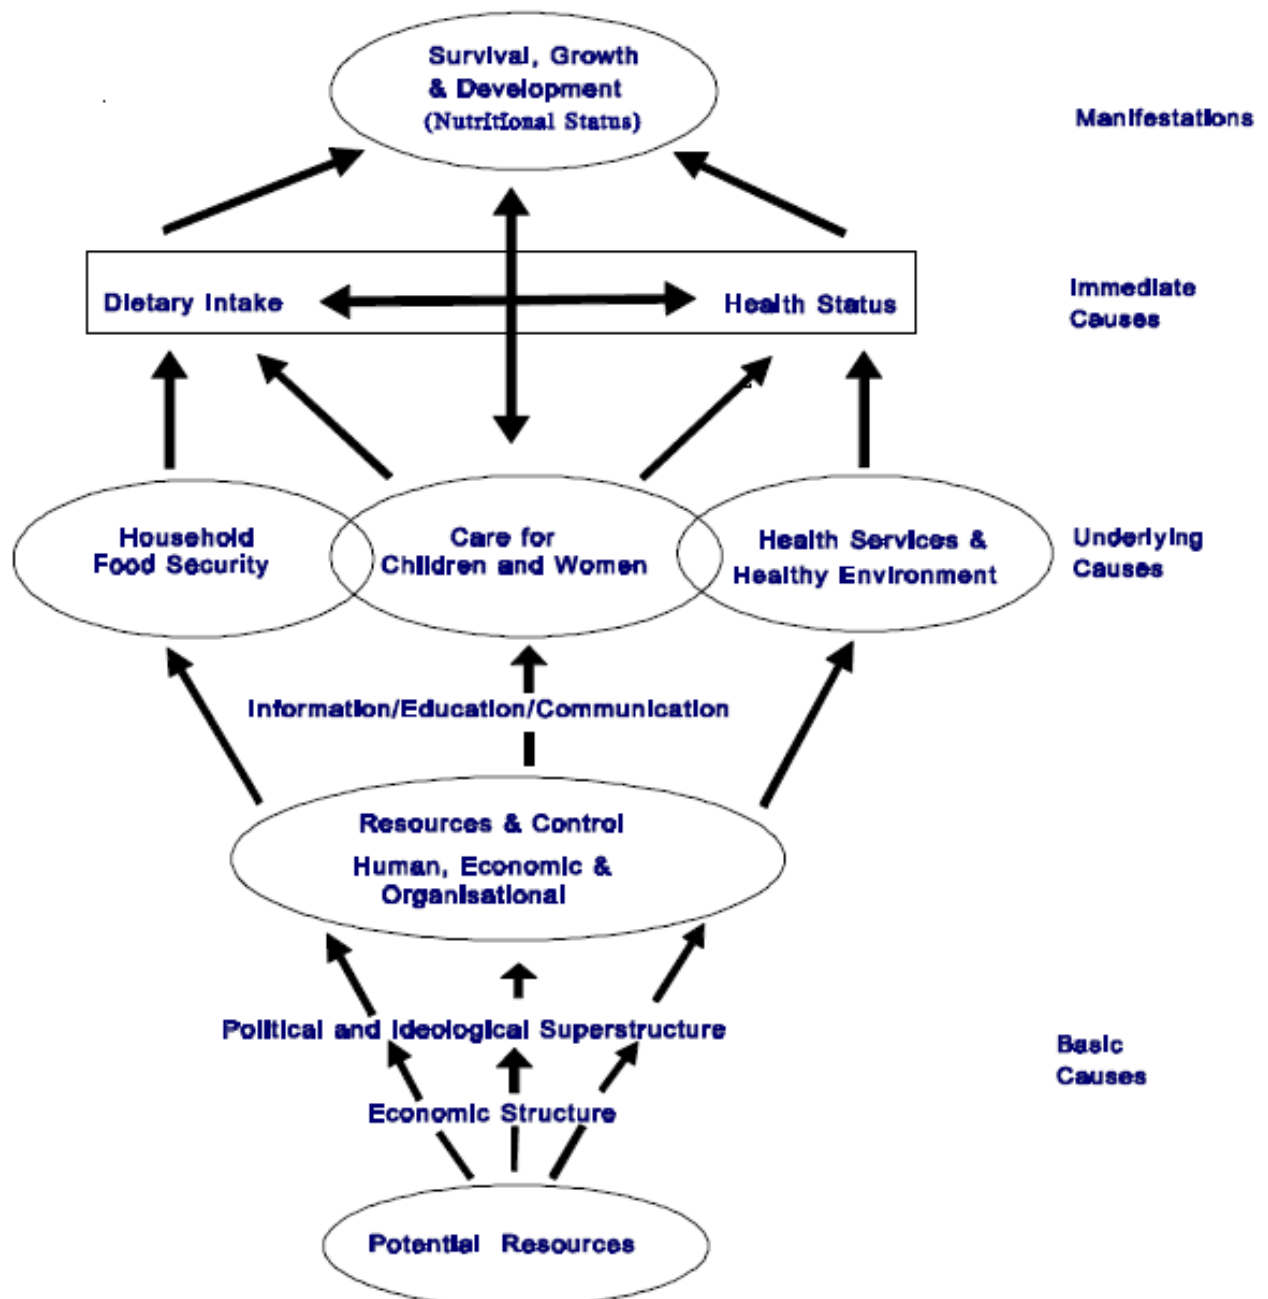 Survival, Growth
& Development
(Nutritional Status)
Manifestations
Dietary Intake
Health Status
Immediate
Causes
Household
Food Security
Care for
Children and Women
Health Services &
Healthy Environment
Underlying
Causes
Information/Education/Communication
Resources & Control
Human, Economic &
Organisational
Political and Ideological Superstructure
Economic Structure
Basic
Causes
Potential Resources